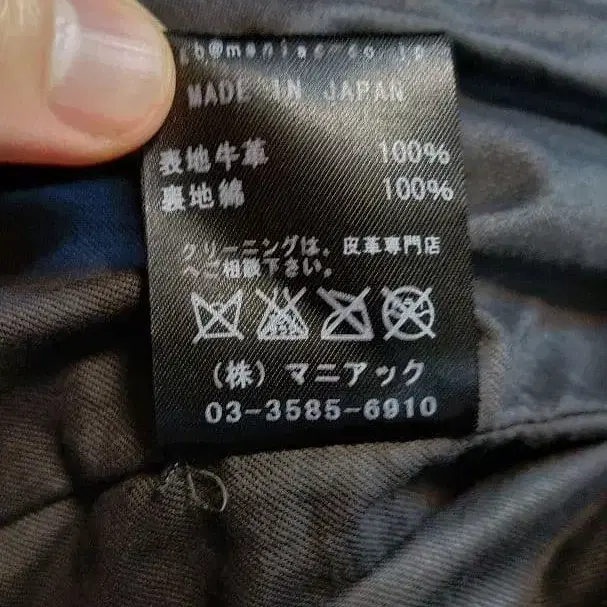 MADE IN JAPAN
表地牛革 100%
裏地綿 100%
クリーニングは、皮革専門店
へご相談下さい。
(株) マニアック
03-3585-6910